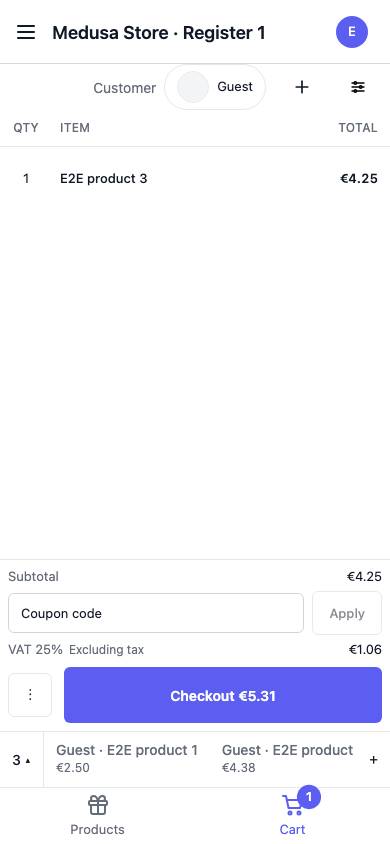 Medusa Store · Register 1
E
Customer
Guest
QTY ITEM TOTAL
1 E2E product 3 €4.25
Subtotal €4.25
Coupon code
Apply
VAT 25% Excluding tax €1.06
Checkout €5.31
3
Guest · E2E product 1
€2.50
Guest · E2E product
€4.38
+
Products
1
Cart